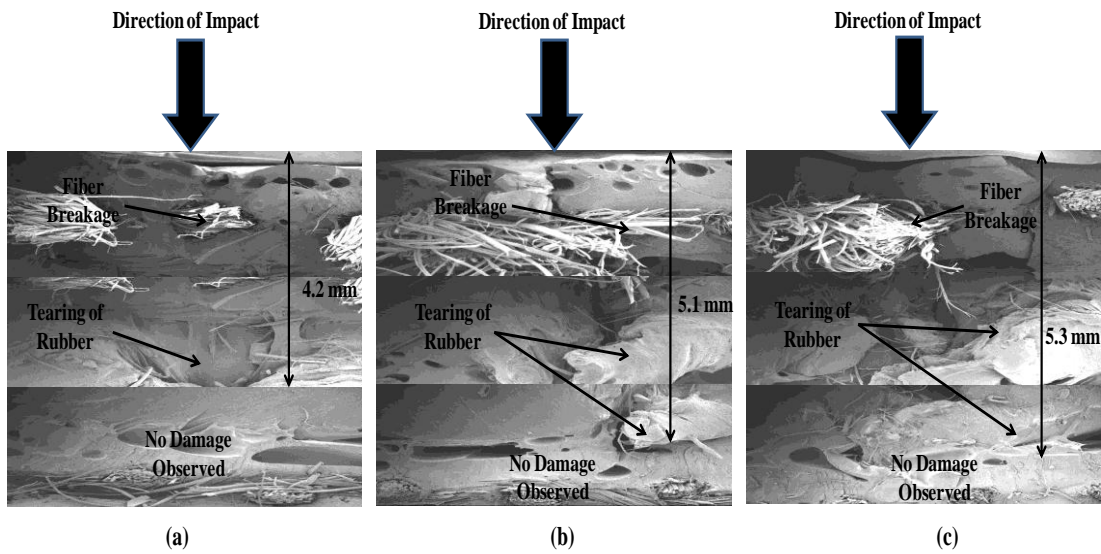 Direction of Impact
Fiber
Breakage
4.2 mm
Tearing of
Rubber
No Damage
Observed
(a)
Direction of Impact
Fiber
Breakage
5.1 mm
Tearing of
Rubber
No Damage
Observed
(b)
Direction of Impact
Fiber
Breakage
Tearing of
Rubber
5.3 mm
No Damage
Observed
(c)